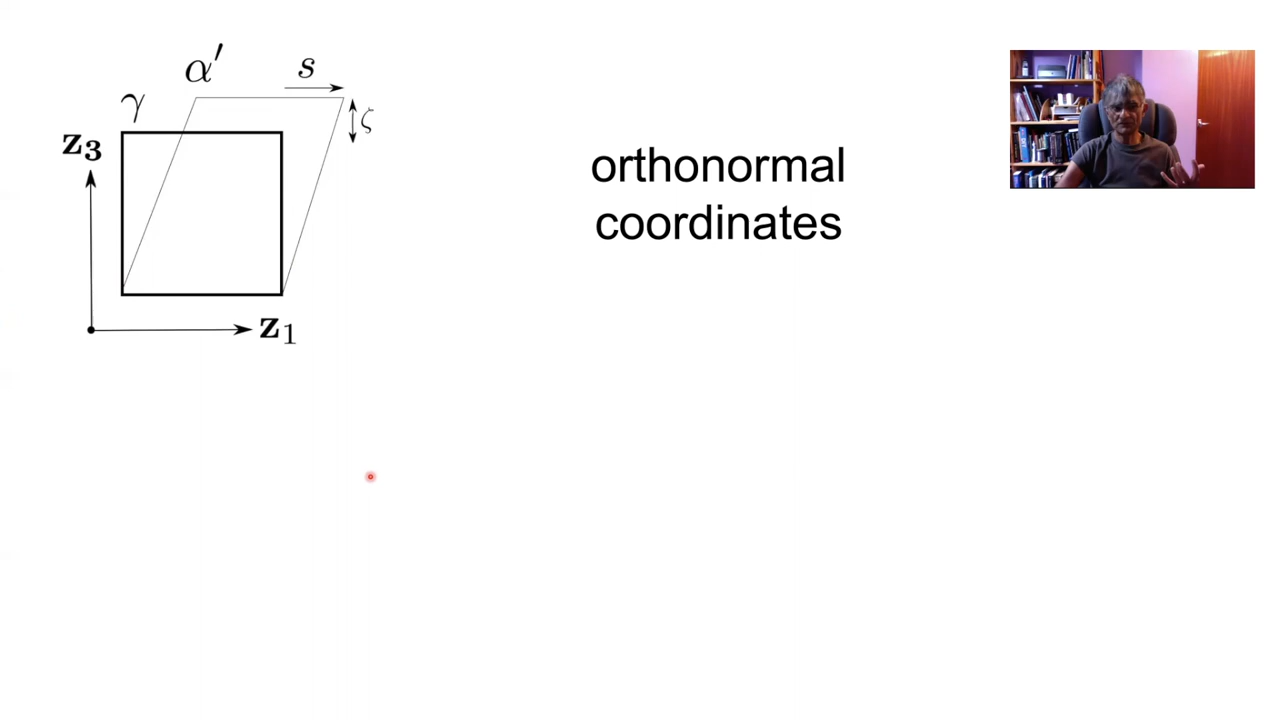 α′
s
γ
ζ
z₃
z₁
orthonormal
coordinates